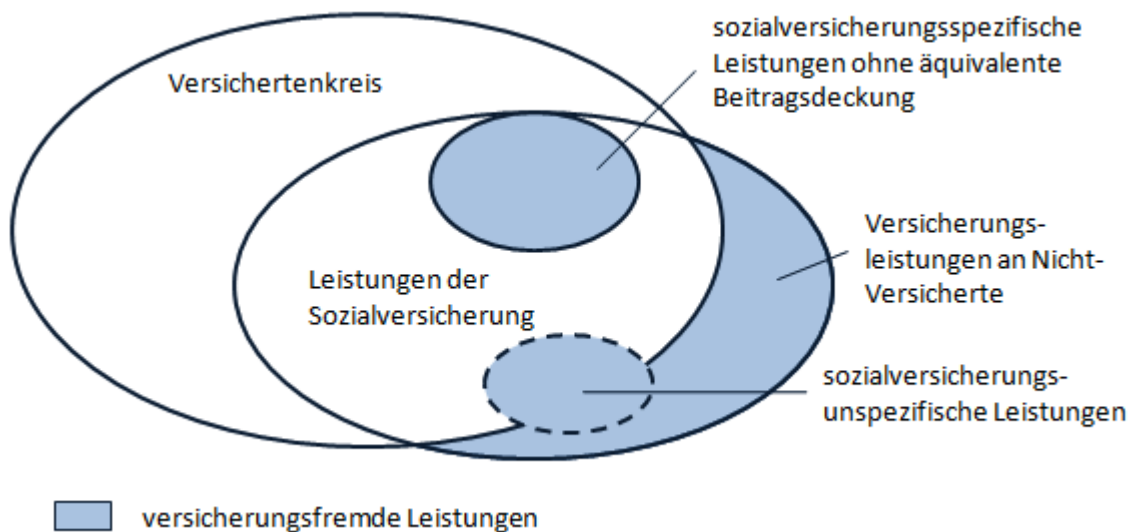 sozialversicherungsspezifische
Leistungen ohne äquivalente
Beitragsdeckung
Versichertenkreis
Versicherungs-
leistungen an Nicht-
Versicherte
Leistungen der
Sozialversicherung
sozialversicherungs-
unspezifische Leistungen
versicherungsfremde Leistungen